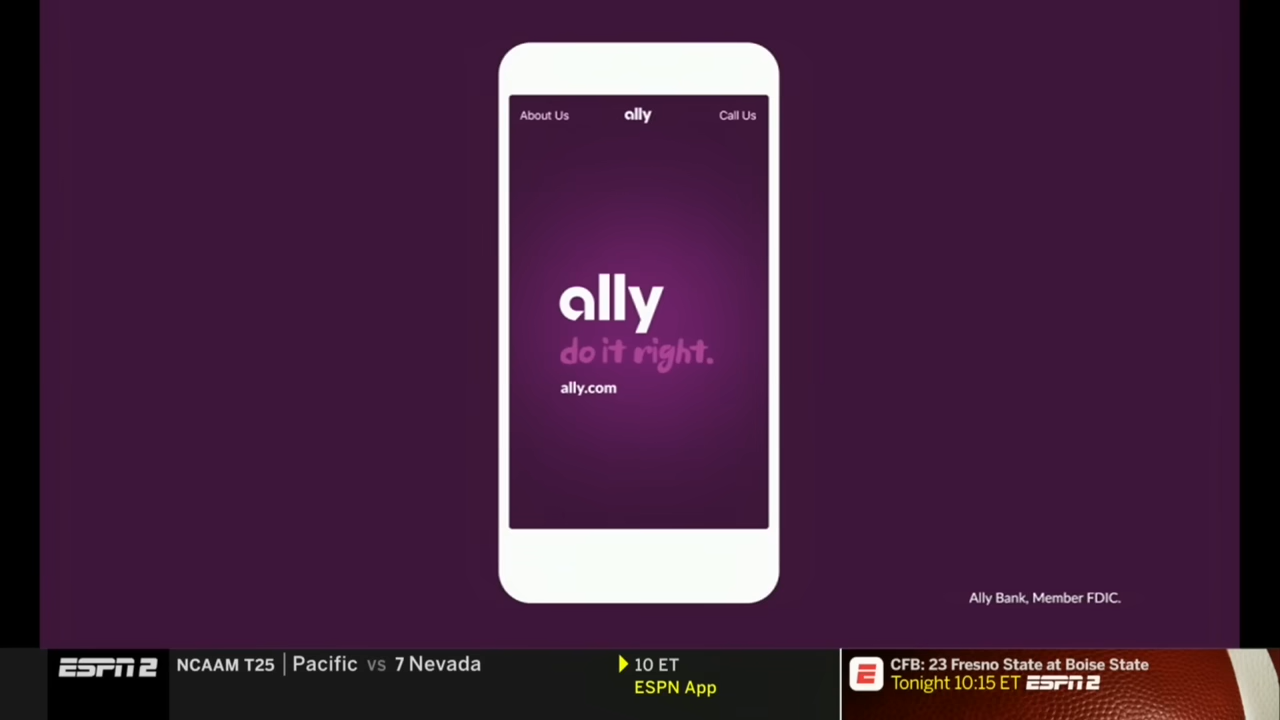 About Us ally Call Us
ally
do it right.
ally.com
Ally Bank, Member FDIC.
ESPN2 NCAAM T25 Pacific vs 7 Nevada 10 ET
ESPN App
E CFB: 23 Fresno State at Boise State
Tonight 10:15 ET ESPN2